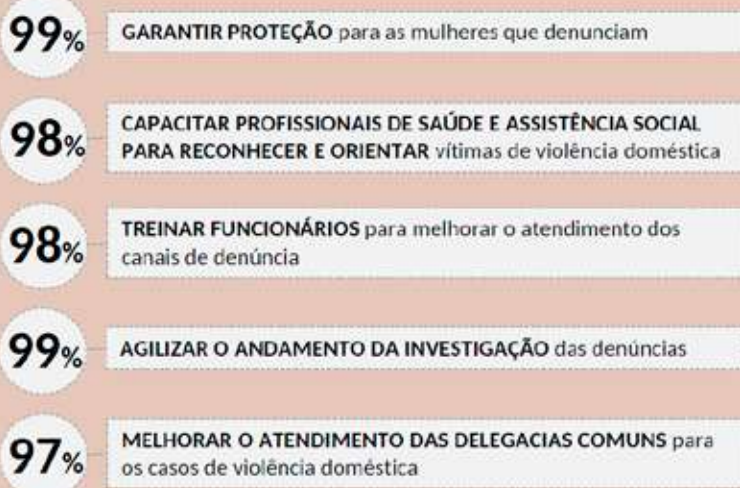 99%
GARANTIR PROTEÇÃO para as mulheres que denunciam
98%
CAPACITAR PROFISSIONAIS DE SAÚDE E ASSISTÊNCIA SOCIAL
PARA RECONHECER E ORIENTAR vítimas de violência doméstica
98%
TREINAR FUNCIONÁRIOS para melhorar o atendimento dos
canais de denúncia
99%
AGILIZAR O ANDAMENTO DA INVESTIGAÇÃO das denúncias
97%
MELHORAR O ATENDIMENTO DAS DELEGACIAS COMUNS para
os casos de violência doméstica